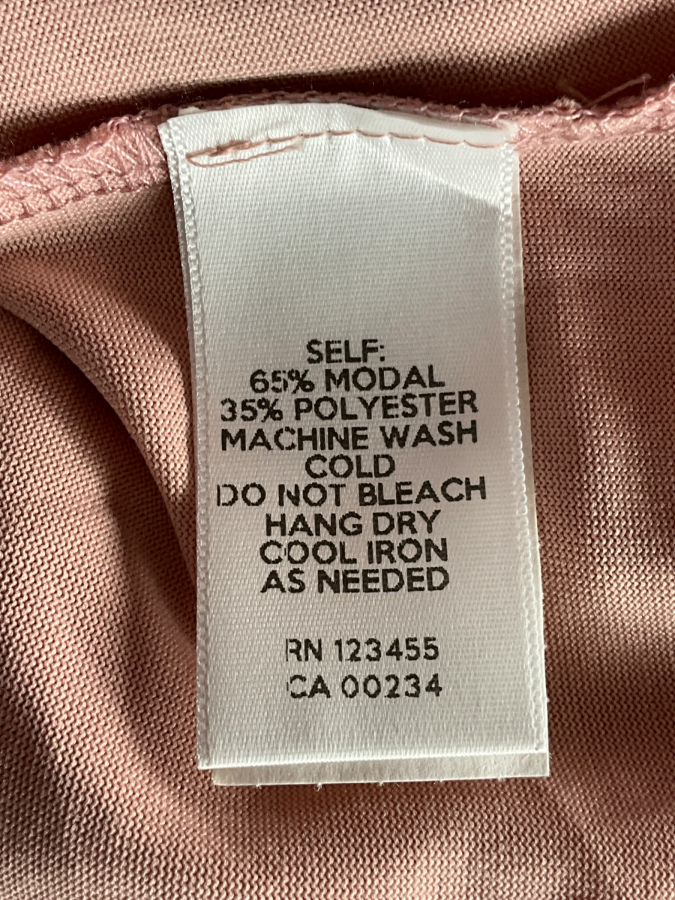 SELF:
65% MODAL
35% POLYESTER
MACHINE WASH
COLD
DO NOT BLEACH
HANG DRY
COOL IRON
AS NEEDED
RN 123455
CA 00234